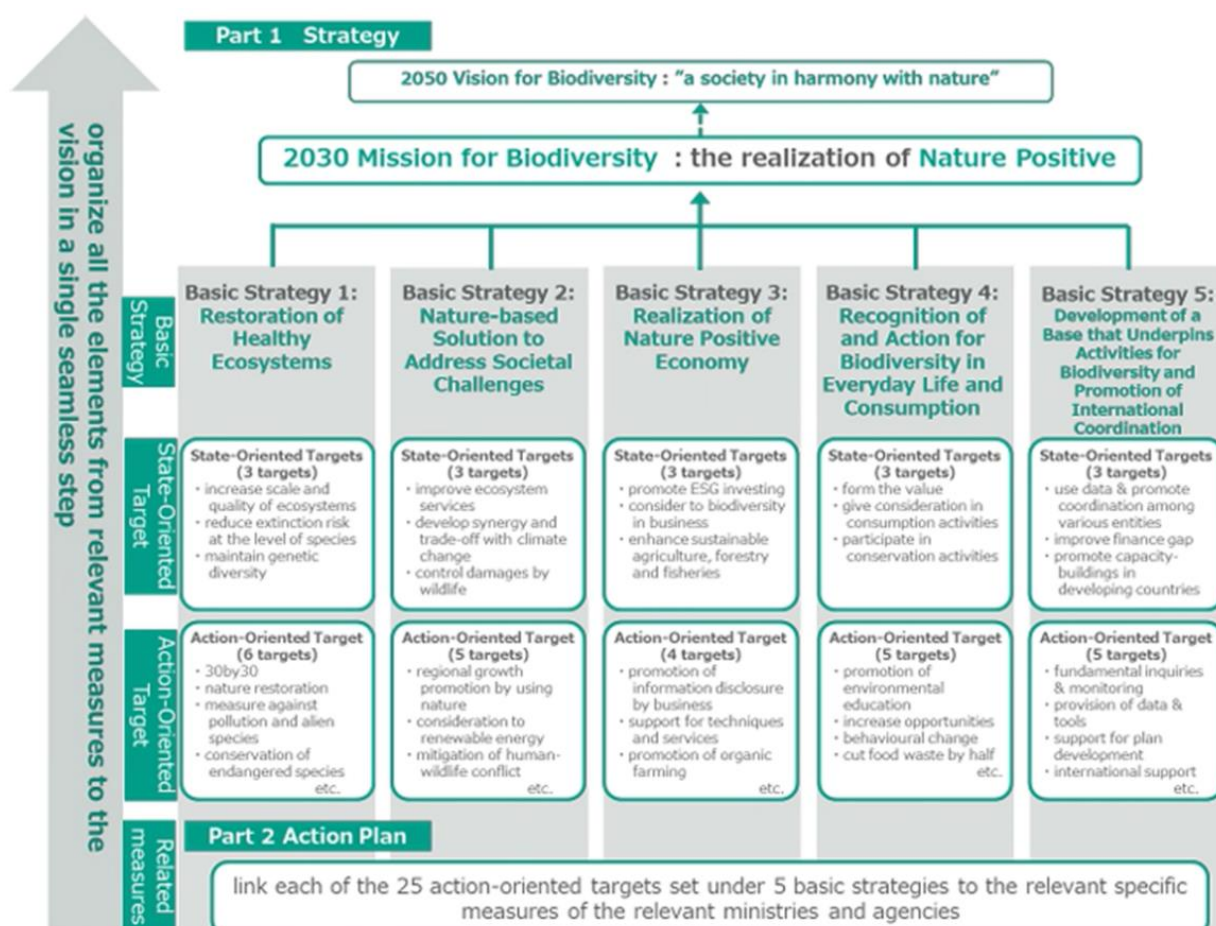 Part 1 Strategy
2050 Vision for Biodiversity : "a society in harmony with nature"
2030 Mission for Biodiversity : the realization of Nature Positive
organize all the elements from relevant measures to the
vision in a single seamless step
Basic
Strategy
Basic Strategy 1:
Restoration of
Healthy
Ecosystems
Basic Strategy 2:
Nature-based
Solution to
Address Societal
Challenges
Basic Strategy 3:
Realization of
Nature Positive
Economy
Basic Strategy 4:
Recognition of
and Action for
Biodiversity in
Everyday Life and
Consumption
Basic Strategy 5:
Development of a
Base that Underpins
Activities for
Biodiversity and
Promotion of
International
Coordination
State-Oriented
Target
State-Oriented Targets
(3 targets)
・increase scale and
quality of ecosystems
・reduce extinction risk
at the level of species
・maintain genetic
diversity
State-Oriented Targets
(3 targets)
・improve ecosystem
services
・develop synergy and
trade-off with climate
change
・control damages by
wildlife
State-Oriented Targets
(3 targets)
・promote ESG investing
・consider to biodiversity
in business
・enhance sustainable
agriculture, forestry
and fisheries
State-Oriented Targets
(3 targets)
・form the value
・give consideration in
consumption activities
・participate in
conservation activities
State-Oriented Targets
(3 targets)
・use data & promote
coordination among
various entities
・improve finance gap
・promote capacity-
buildings in
developing countries
Action-Oriented
Target
Action-Oriented Target
(6 targets)
・30by30
・nature restoration
・measure against
pollution and alien
species
・conservation of
endangered species
etc.
Action-Oriented Target
(5 targets)
・regional growth
promotion by using
nature
・consideration to
renewable energy
・mitigation of human-
wildlife conflict
etc.
Action-Oriented Target
(4 targets)
・promotion of
information disclosure
by business
・support for techniques
and services
・promotion of organic
farming
etc.
Action-Oriented Target
(5 targets)
・promotion of
environmental
education
・increase opportunities
・behavioural change
・cut food waste by half
etc.
Action-Oriented Target
(5 targets)
・fundamental inquiries
& monitoring
・provision of data &
tools
・support for plan
development
・international support
etc.
Related
measures
Part 2 Action Plan
link each of the 25 action-oriented targets set under 5 basic strategies to the relevant specific
measures of the relevant ministries and agencies